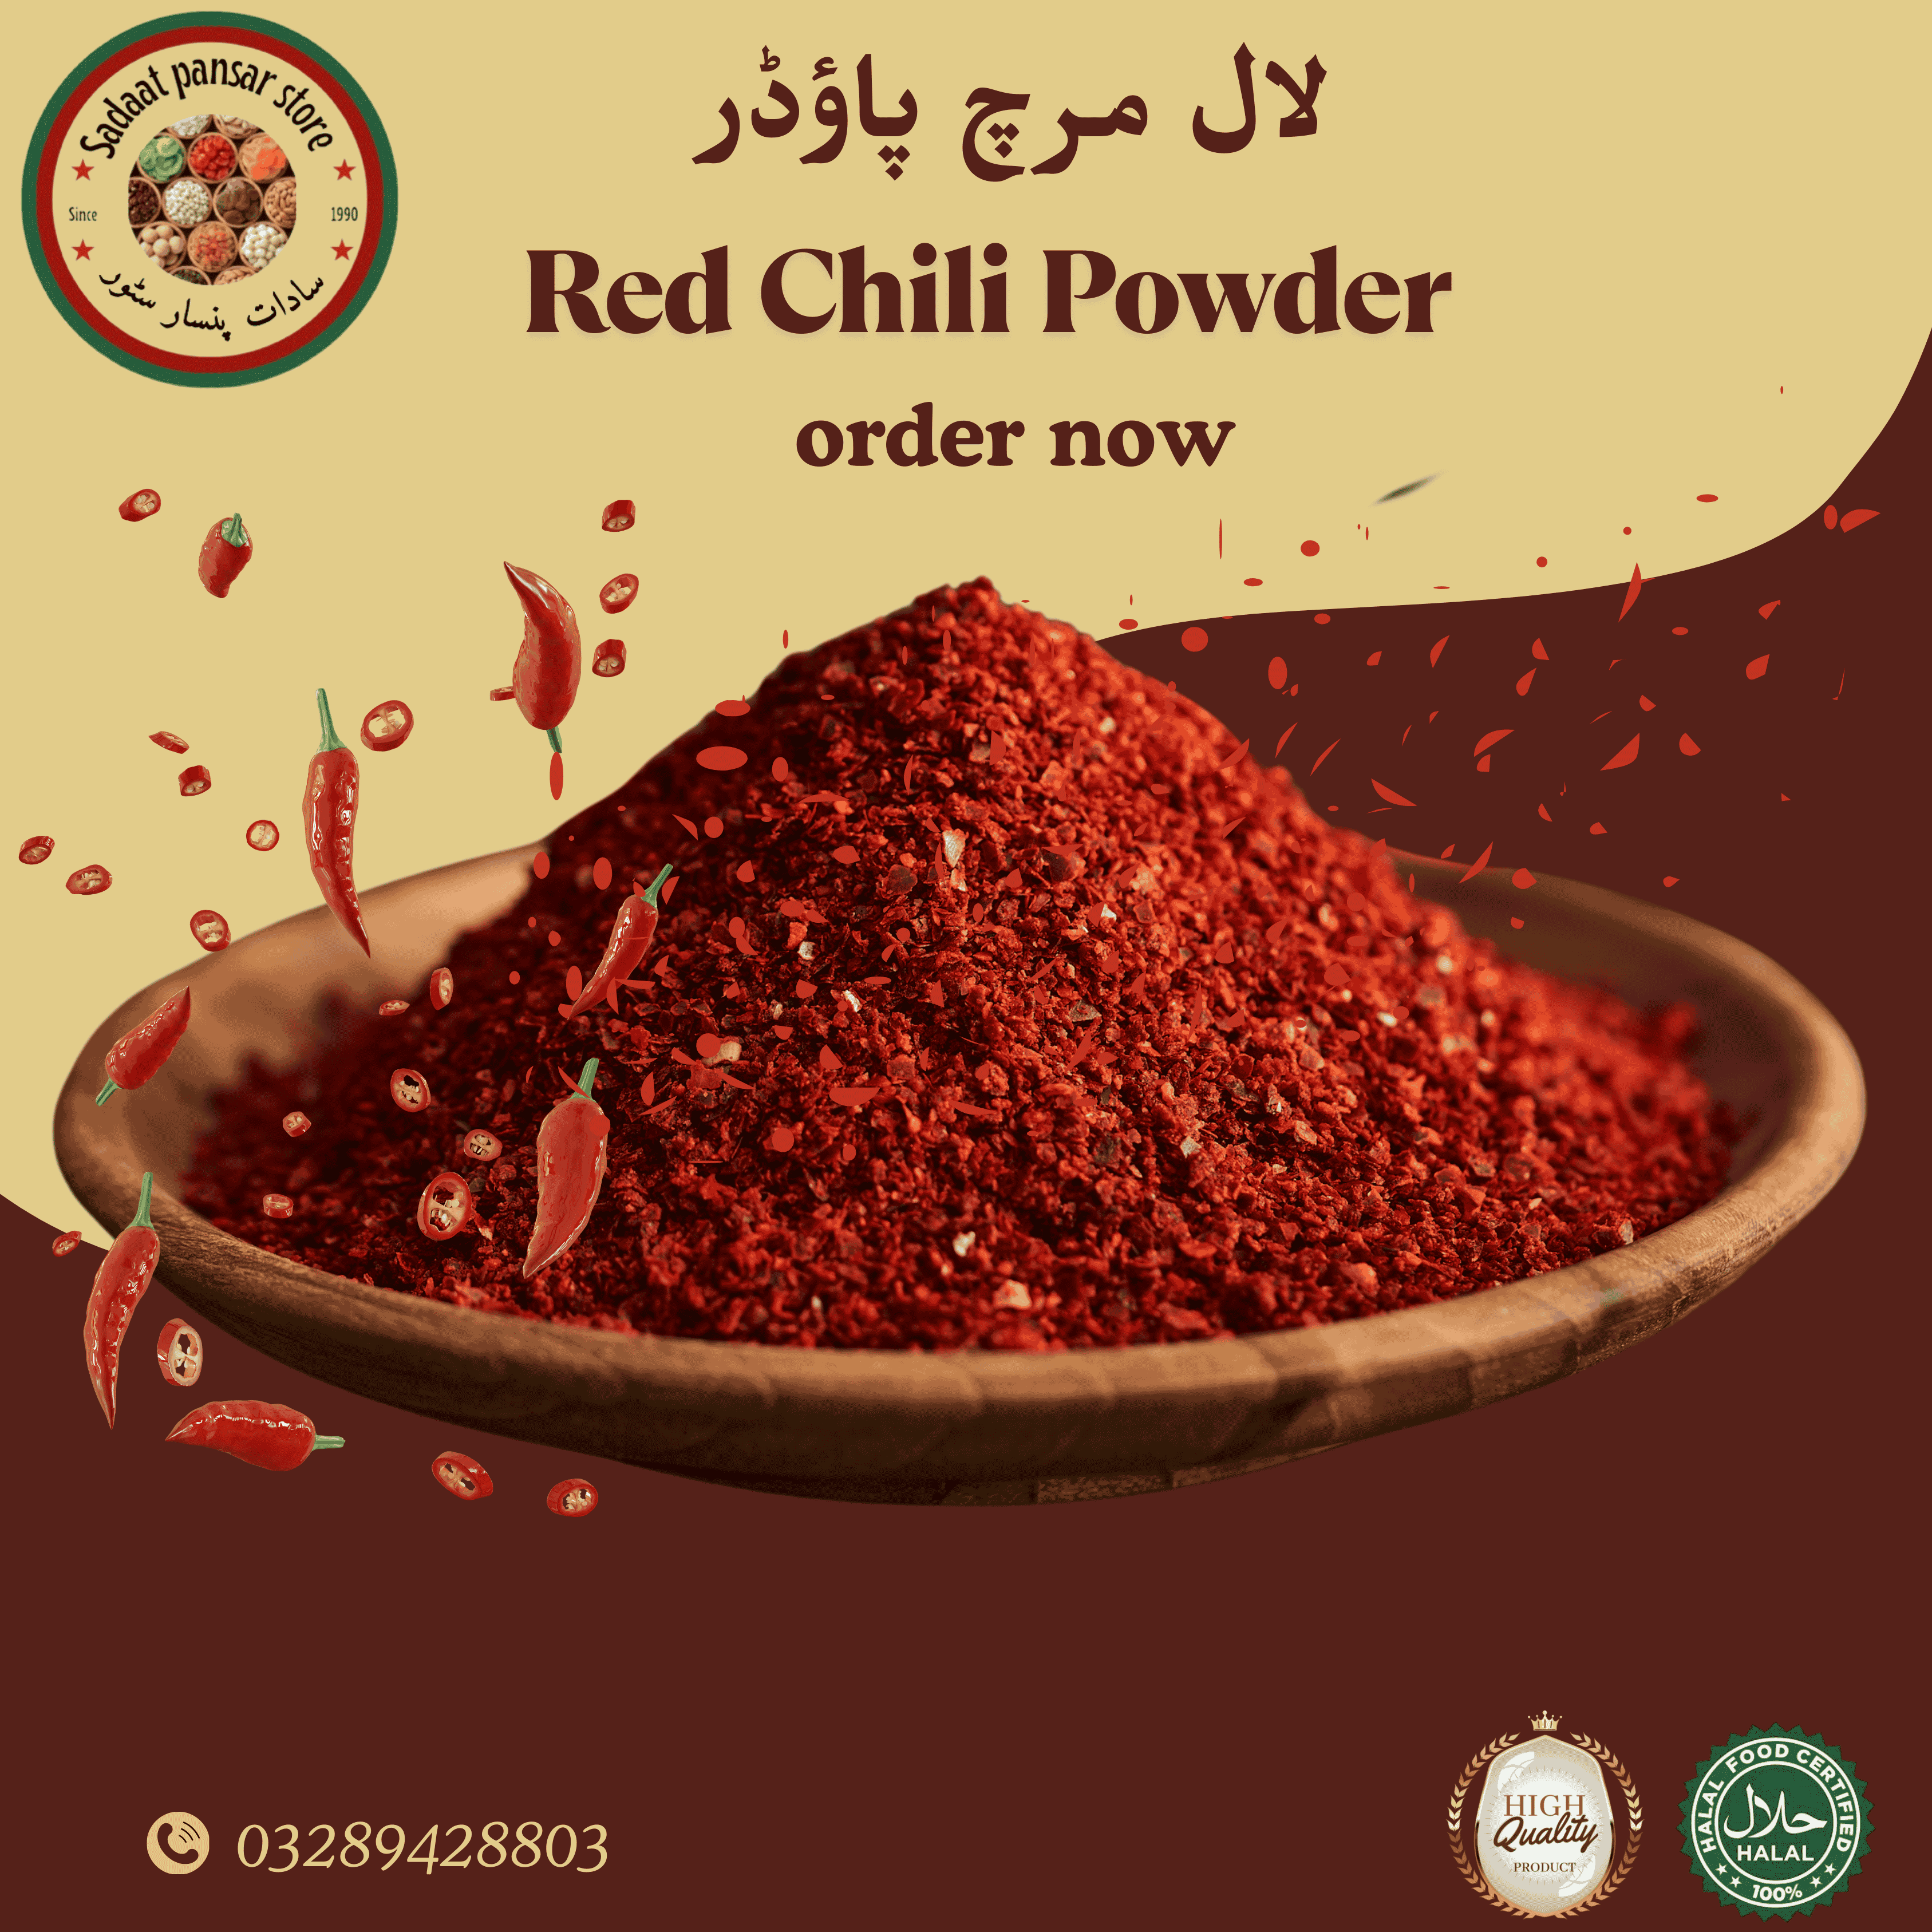 Sadaat pansar store
Since 1990
سادات پنسار سٹور
لال مرچ پاؤڈر
Red Chili Powder
order now
03289428803
HIGH
Quality
PRODUCT
HALAL FOOD CERTIFIED
حلال
HALAL
100%